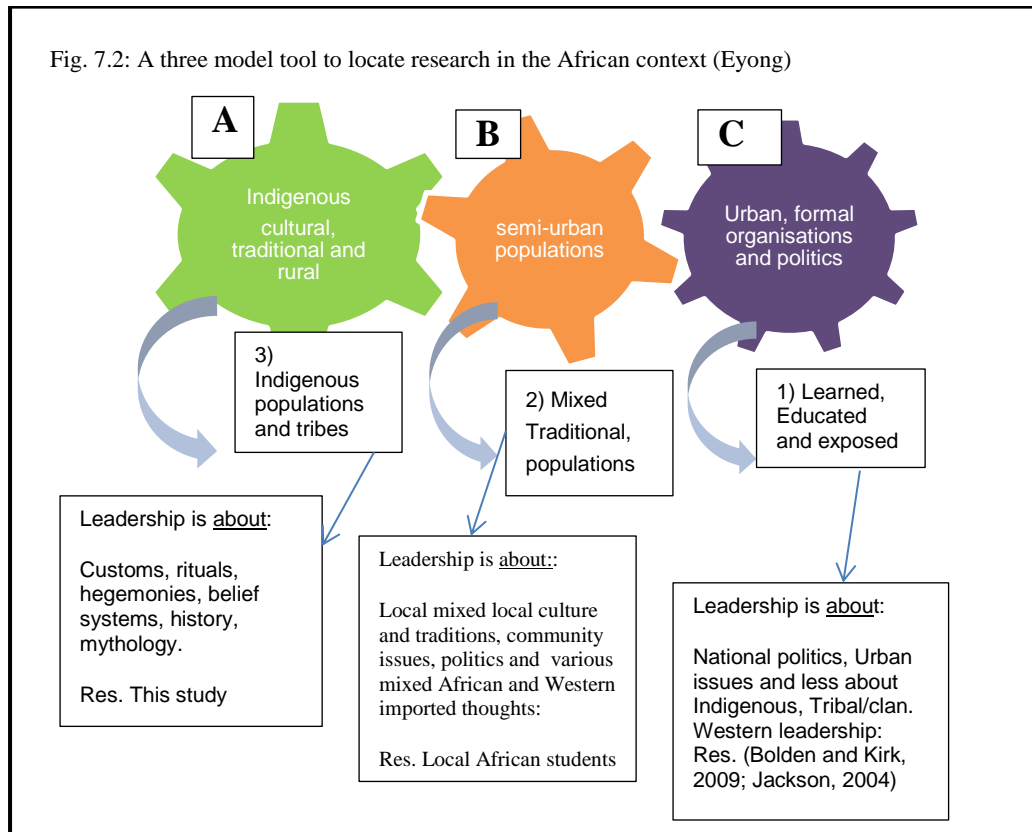 Fig. 7.2: A three model tool to locate research in the African context (Eyong)
A
Indigenous
cultural,
traditional and
rural
B
semi-urban
populations
C
Urban, formal
organisations
and politics
3)
Indigenous
populations
and tribes
2) Mixed
Traditional,
populations
1) Learned,
Educated
and exposed
Leadership is about:
Customs, rituals,
hegemonies, belief
systems, history,
mythology.
Res. This study
Leadership is about::
Local mixed local culture
and traditions, community
issues, politics and various
mixed African and Western
imported thoughts:
Res. Local African students
Leadership is about:
National politics, Urban
issues and less about
Indigenous, Tribal/clan.
Western leadership:
Res. (Bolden and Kirk,
2009; Jackson, 2004)